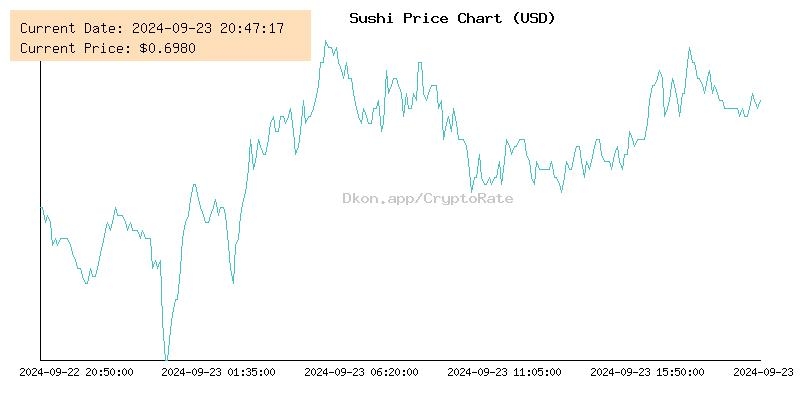 Sushi Price Chart (USD)
Current Date: 2024-09-23 20:47:17
Current Price: $0.6980
Dkon.app/CryptoRate
2024-09-22 20:50:00 2024-09-23 01:35:00 2024-09-23 06:20:00 2024-09-23 11:05:00 2024-09-23 15:50:00 2024-09-23